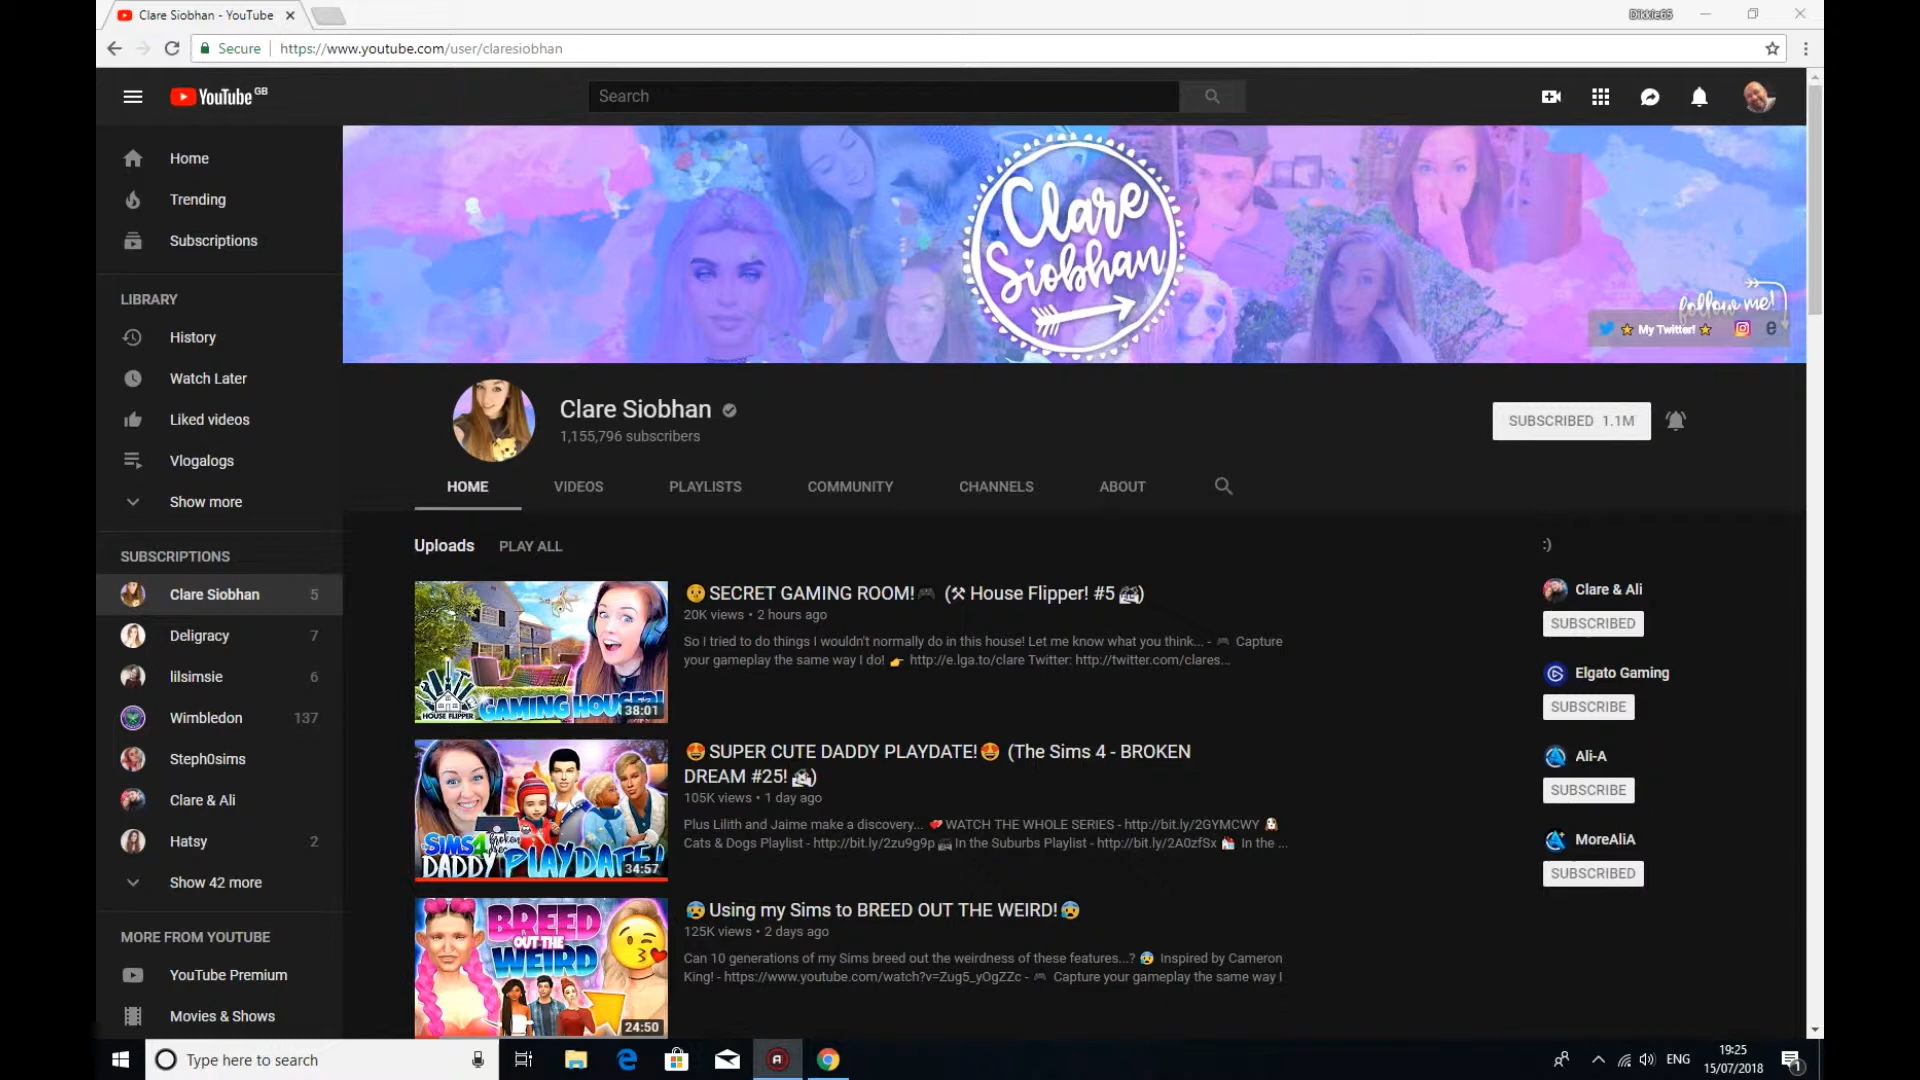 Clare Siobhan - YouTube
Dikkie65
Secure
https://www.youtube.com/user/claresiobhan
YouTube GB
Search
Home
Trending
Subscriptions
LIBRARY
History
Watch Later
Liked videos
Vlogalogs
Show more
SUBSCRIPTIONS
Clare Siobhan 5
Deligracy 7
lilsimsie 6
Wimbledon 137
Steph0sims
Clare & Ali
Hatsy 2
Show 42 more
MORE FROM YOUTUBE
YouTube Premium
Movies & Shows
Clare
Siobhan
follow me!
My Twitter!
Clare Siobhan
1,155,796 subscribers
SUBSCRIBED 1.1M
HOME VIDEOS PLAYLISTS COMMUNITY CHANNELS ABOUT
Uploads PLAY ALL
HOUSE FLIPPER
GAMING HOUSE?!
38:01
😲SECRET GAMING ROOM!🎮 (⚒ House Flipper! #5 🏘)
20K views • 2 hours ago
So I tried to do things I wouldn't normally do in this house! Let me know what you think... - 🎮 Capture
your gameplay the same way I do! 👉 http://e.lga.to/clare Twitter: http://twitter.com/clares...
SIMS4
DADDY PLAYDATE!
34:57
🤩SUPER CUTE DADDY PLAYDATE!🤩 (The Sims 4 - BROKEN
DREAM #25! 🏚)
105K views • 1 day ago
Plus Lilith and Jaime make a discovery... 💔WATCH THE WHOLE SERIES - http://bit.ly/2GYMCWY
Cats & Dogs Playlist - http://bit.ly/2zu9g9p In the Suburbs Playlist - http://bit.ly/2A0zfSx In the ...
BREED
OUT THE
WEIRD
24:50
😰Using my Sims to BREED OUT THE WEIRD!😰
125K views • 2 days ago
Can 10 generations of my Sims breed out the weirdness of these features...? 😰 Inspired by Cameron
King! - https://www.youtube.com/watch?v=Zug5_yOgZZc - 🎮 Capture your gameplay the same way I
:)
Clare & Ali
SUBSCRIBED
Elgato Gaming
SUBSCRIBE
Ali-A
SUBSCRIBE
MoreAliA
SUBSCRIBED
Type here to search
ENG
19:25
15/07/2018
1